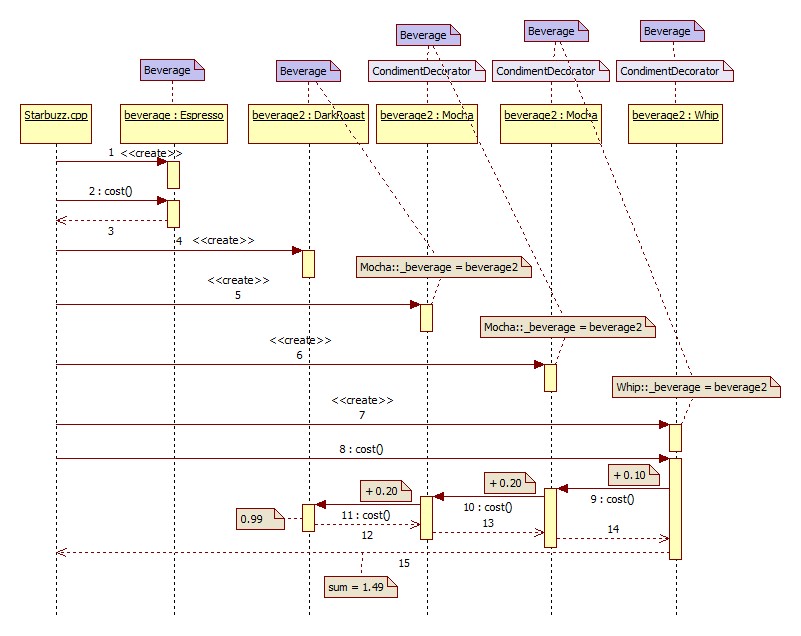 Beverage
Beverage
Beverage
Beverage
Beverage
CondimentDecorator
CondimentDecorator
CondimentDecorator
Starbuzz.cpp
beverage : Espresso
beverage2 : DarkRoast
beverage2 : Mocha
beverage2 : Mocha
beverage2 : Whip
1 <<create>>
2 : cost()
3
4 <<create>>
Mocha::_beverage = beverage2
<<create>>
5
Mocha::_beverage = beverage2
<<create>>
6
Whip::_beverage = beverage2
<<create>>
7
8 : cost()
+ 0.10
+ 0.20
+ 0.20
9 : cost()
10 : cost()
11 : cost()
0.99
12
13
14
15
sum = 1.49